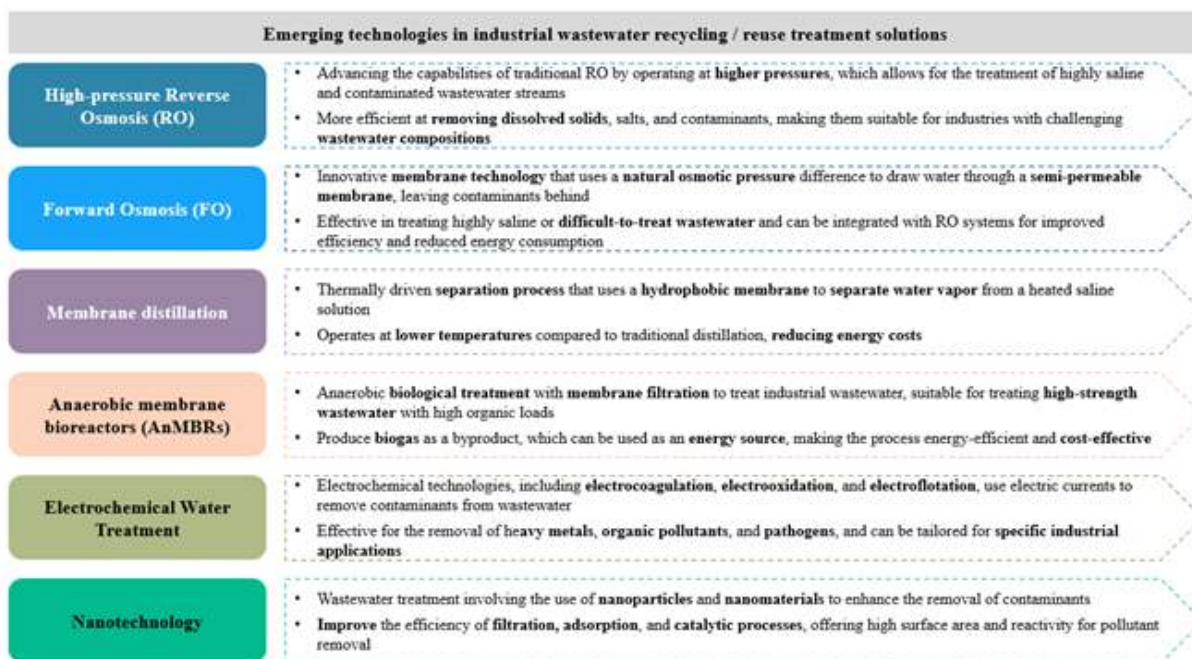 Emerging technologies in industrial wastewater recycling / reuse treatment solutions
High-pressure Reverse
Osmosis (RO)
• Advancing the capabilities of traditional RO by operating at higher pressures, which allows for the treatment of highly saline
and contaminated wastewater streams
• More efficient at removing dissolved solids, salts, and contaminants, making them suitable for industries with challenging
wastewater compositions
Forward Osmosis (FO)
• Innovative membrane technology that uses a natural osmotic pressure difference to draw water through a semi-permeable
membrane, leaving contaminants behind
• Effective in treating highly saline or difficult-to-treat wastewater and can be integrated with RO systems for improved
efficiency and reduced energy consumption
Membrane distillation
• Thermally driven separation process that uses a hydrophobic membrane to separate water vapor from a heated saline
solution
• Operates at lower temperatures compared to traditional distillation, reducing energy costs
Anaerobic membrane
bioreactors (AnMBRs)
• Anaerobic biological treatment with membrane filtration to treat industrial wastewater, suitable for treating high-strength
wastewater with high organic loads
• Produce biogas as a byproduct, which can be used as an energy source, making the process energy-efficient and cost-effective
Electrochemical Water
Treatment
• Electrochemical technologies, including electrocoagulation, electrooxidation, and electroflotation, use electric currents to
remove contaminants from wastewater
• Effective for the removal of heavy metals, organic pollutants, and pathogens, and can be tailored for specific industrial
applications
Nanotechnology
• Wastewater treatment involving the use of nanoparticles and nanomaterials to enhance the removal of contaminants
• Improve the efficiency of filtration, adsorption, and catalytic processes, offering high surface area and reactivity for pollutant
removal